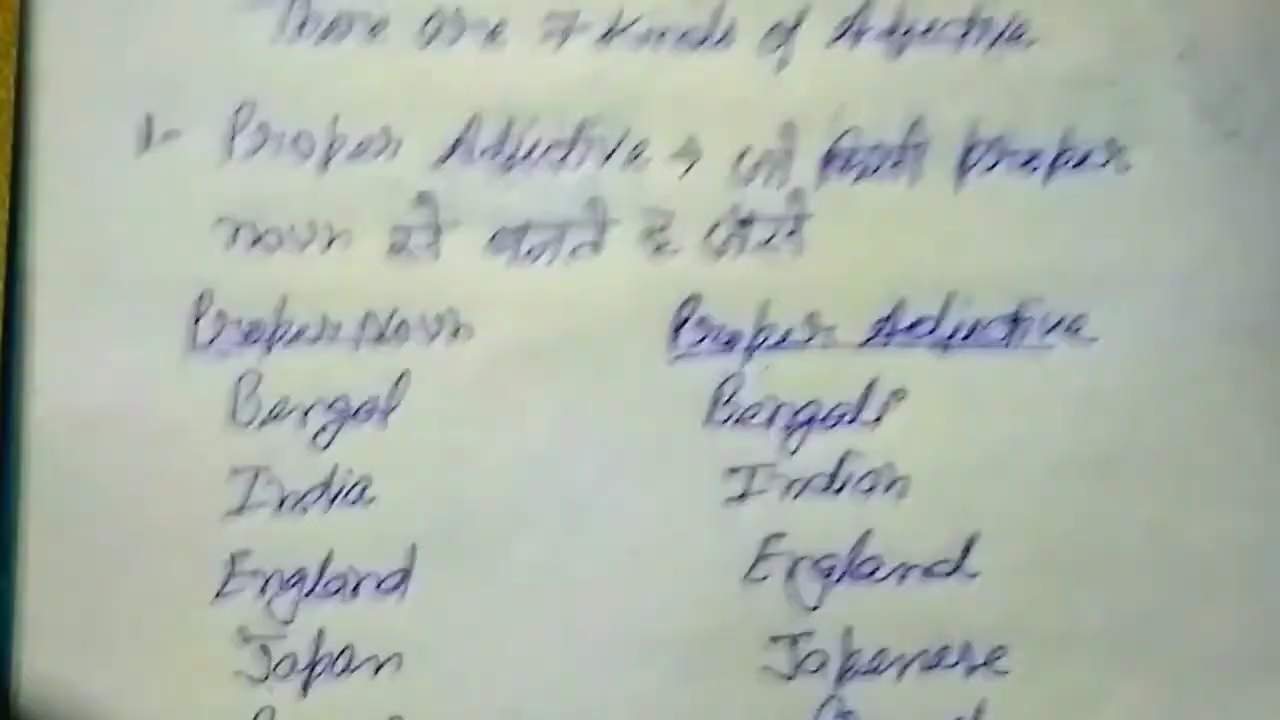 There are 7 Kinds of Adjective
1- Proper Adjective → जो किसी proper
noun से बनते है जैसे
Proper Noun Proper Adjective
Bengal Bengali
India Indian
England England
Japan Japanese